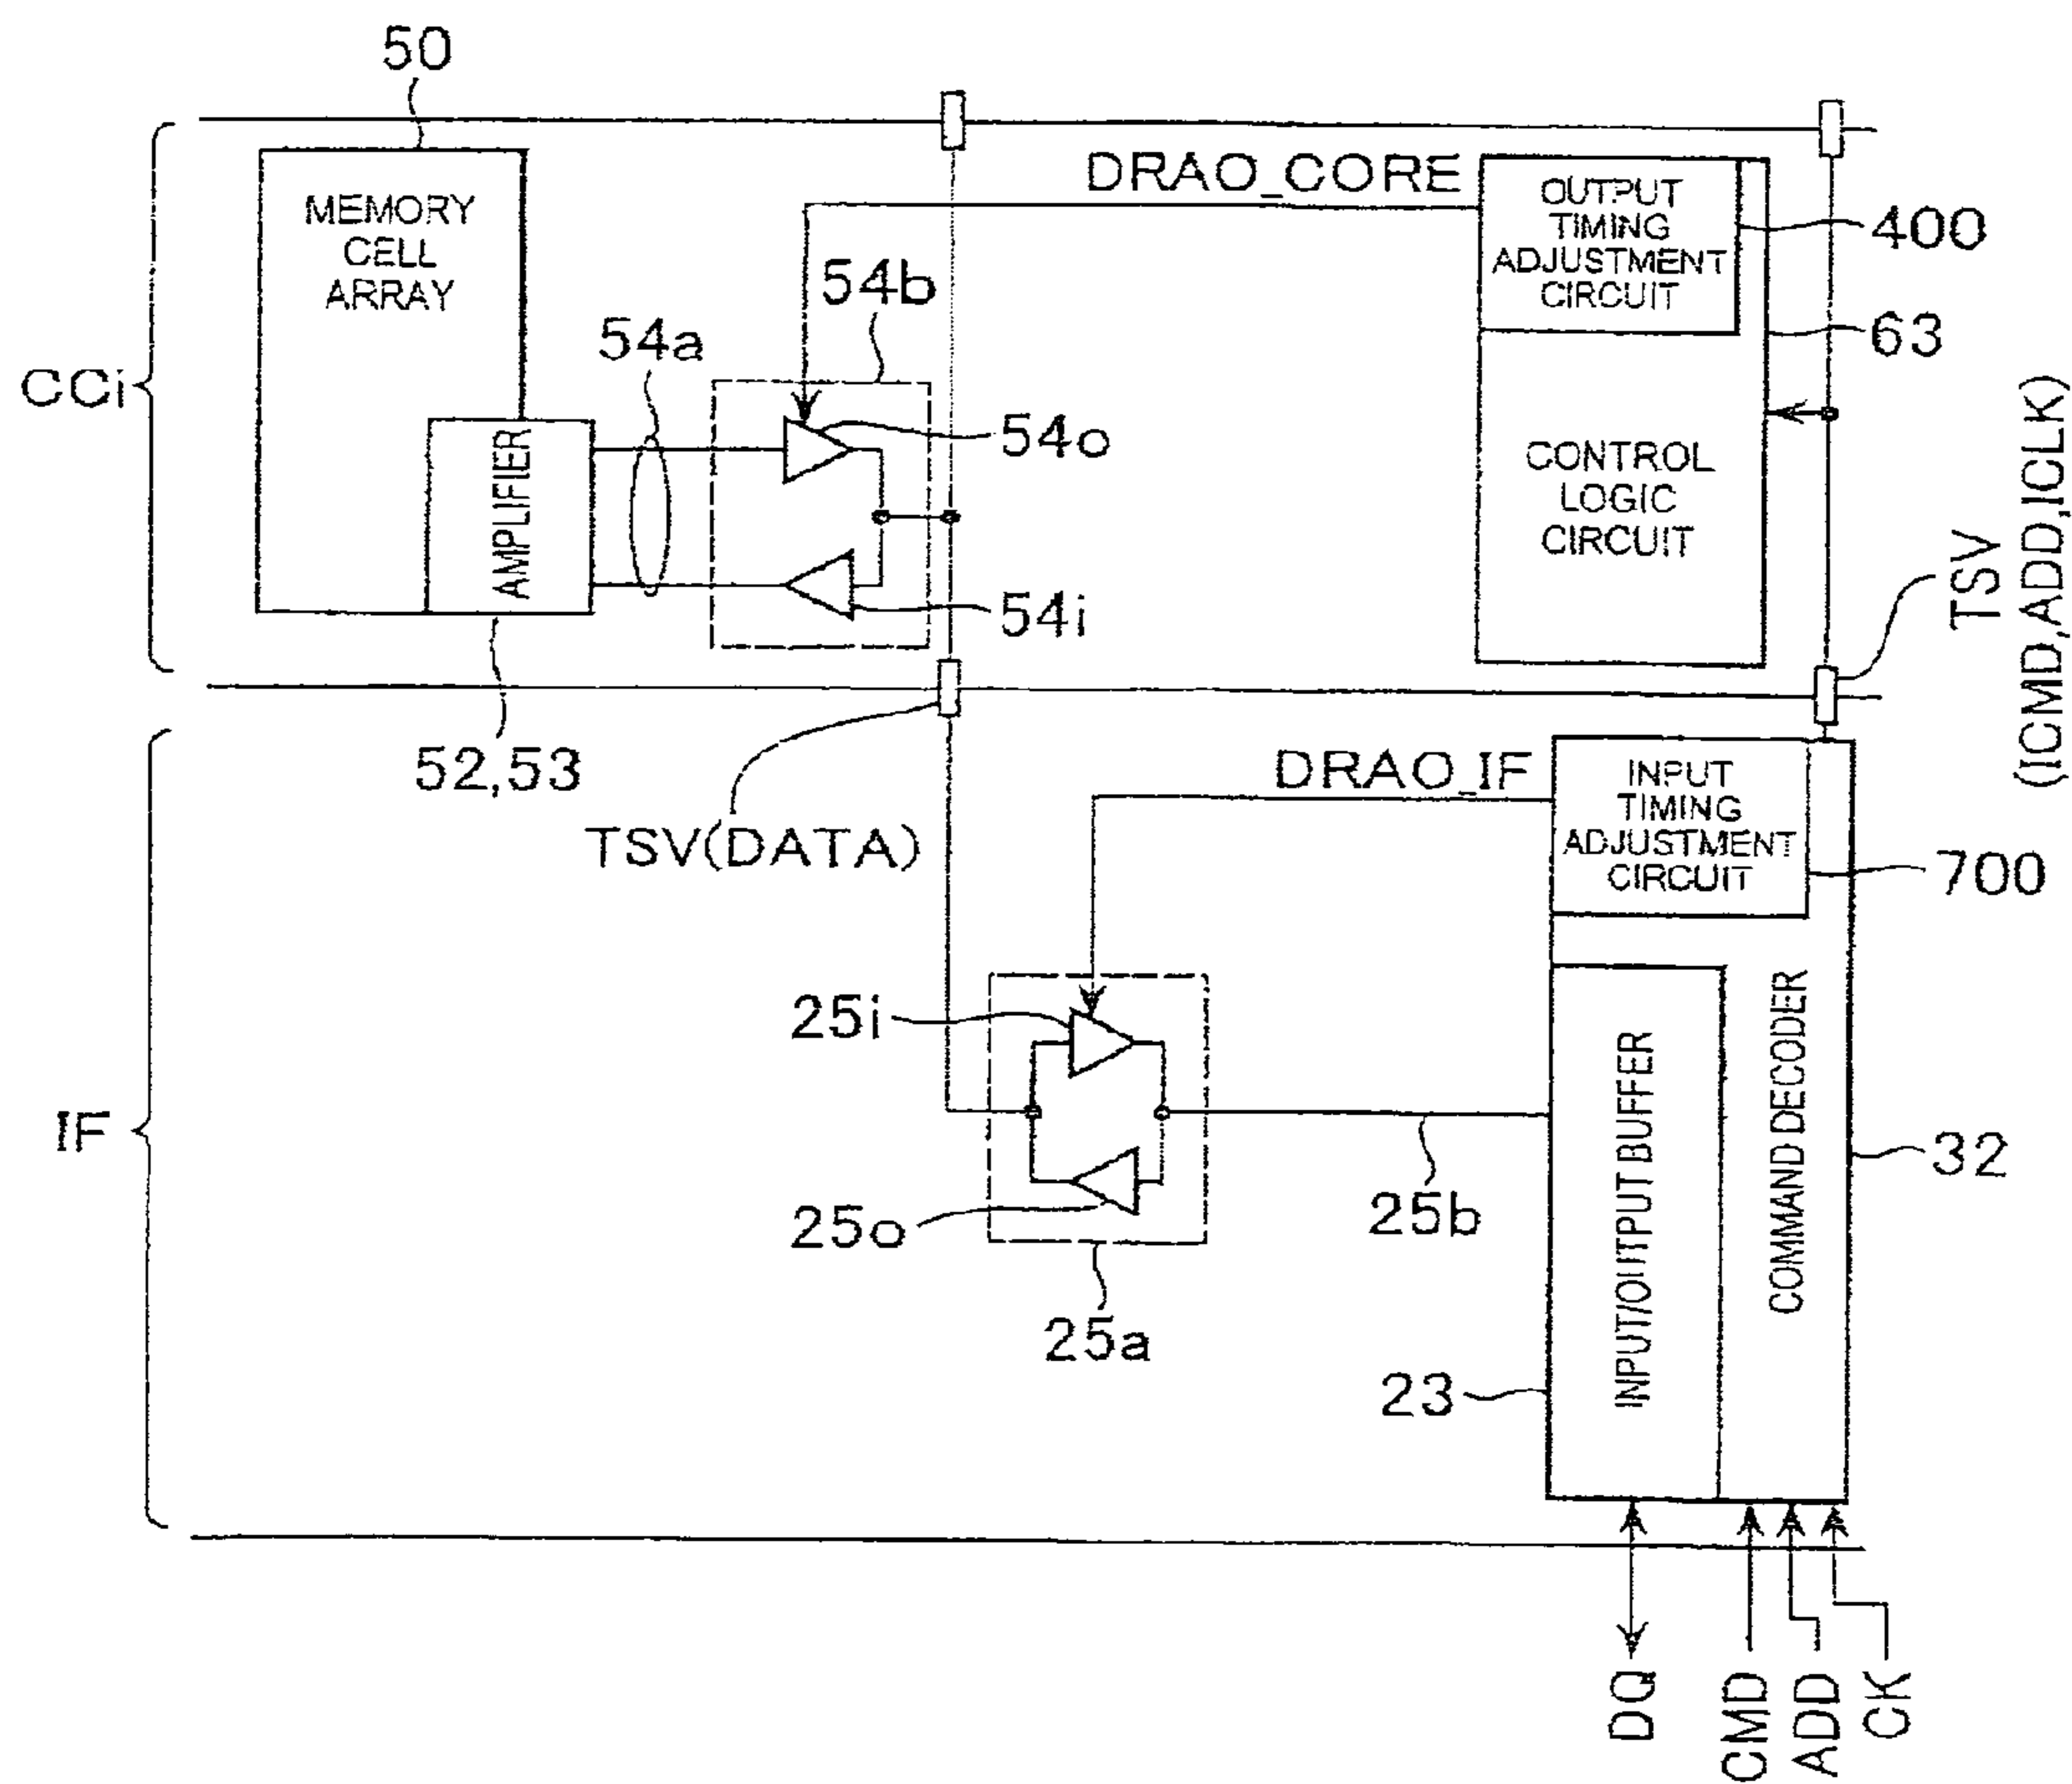 50
DRAO_CORE
MEMORY
CELL
ARRAY
OUTPUT
TIMING
ADJUSTMENT
CIRCUIT
400
54b
54a
63
CCi
54o
AMPLIFIER
CONTROL
LOGIC
CIRCUIT
54i
TSV
(ICMD,ADD,ICLK)
52,53
TSV(DATA)
DRAO_IF
INPUT
TIMING
ADJUSTMENT
CIRCUIT
700
25i
IF
25o
25b
25a
INPUT/OUTPUT BUFFER
COMMAND DECODER
32
23
DQ
CMD
ADD
CK